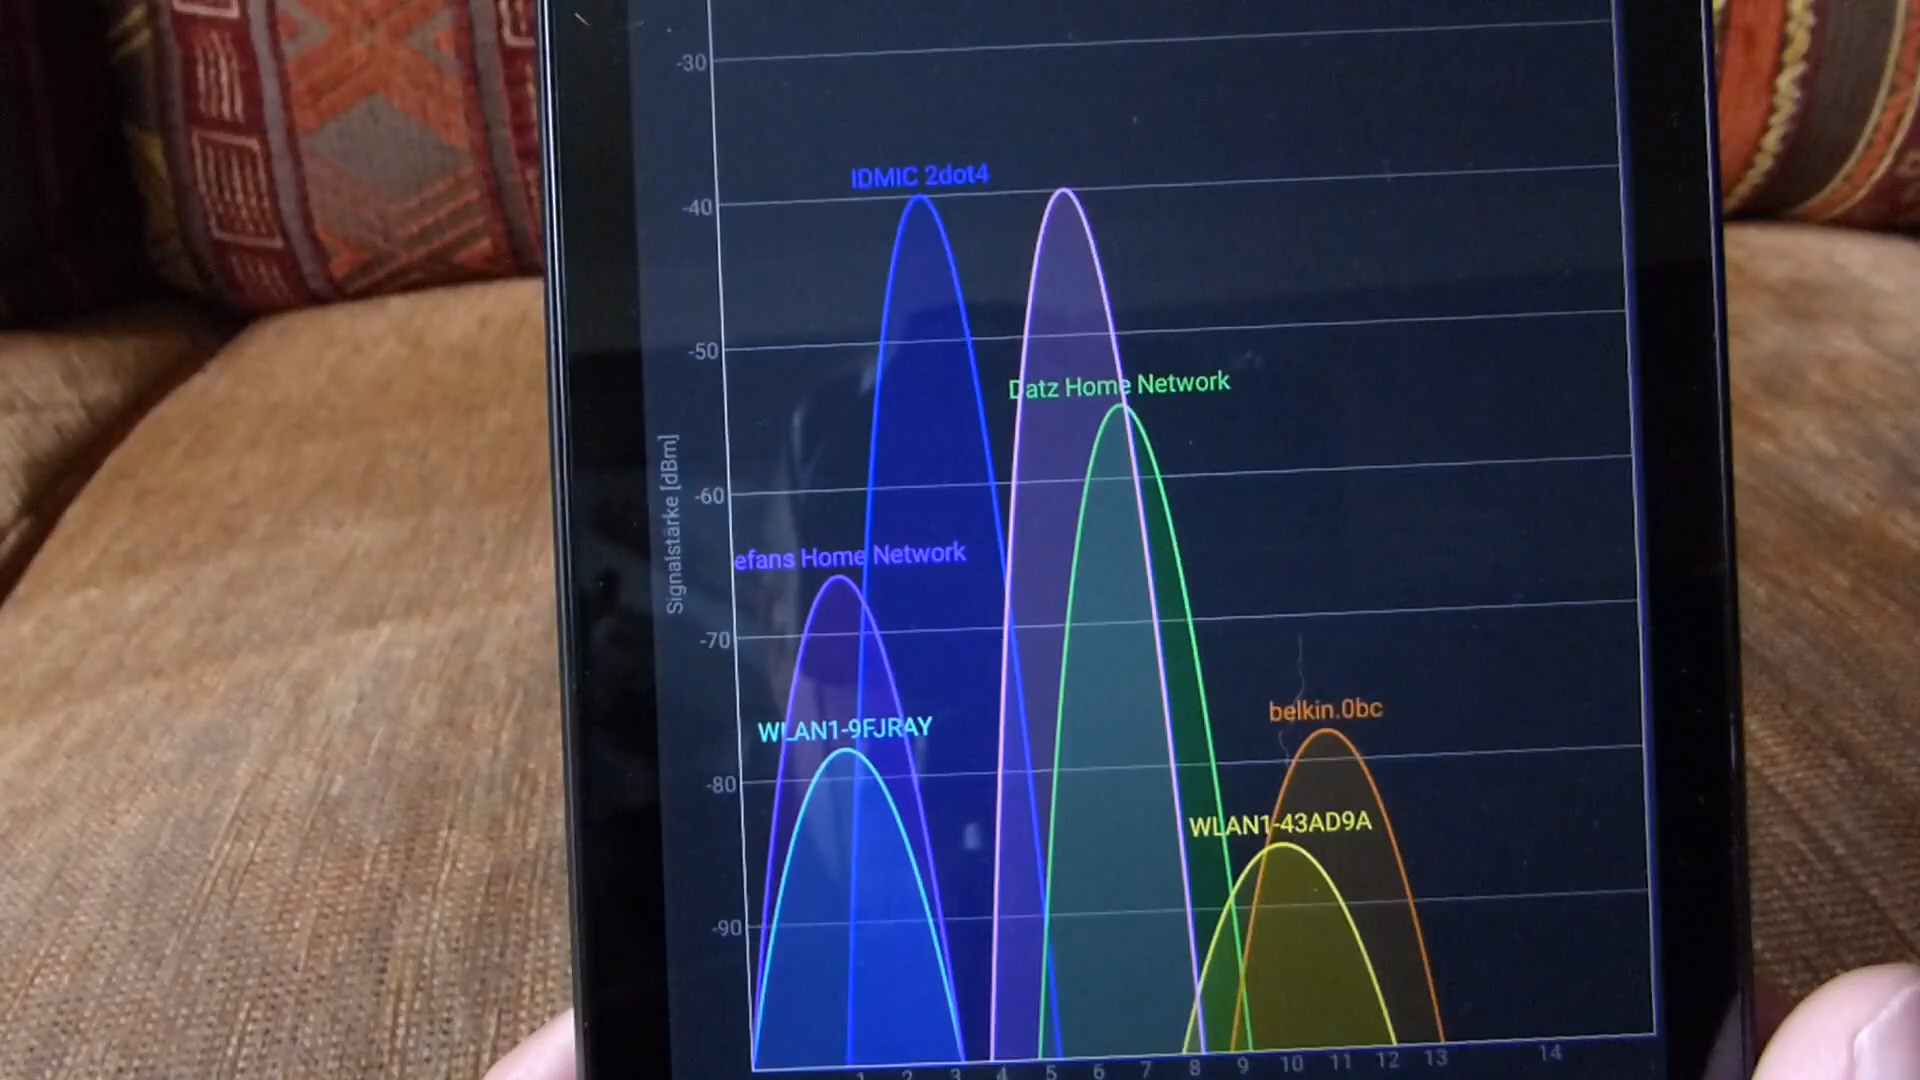 -30
IDMIC 2dot4
-40
-50
Datz Home Network
-60
Signalstärke [dBm]
efans Home Network
-70
belkin.0bc
WLAN1-9FJRAY
-80
WLAN1-43AD9A
-90
1 2 3 4 5 6 7 8 9 10 11 12 13 14